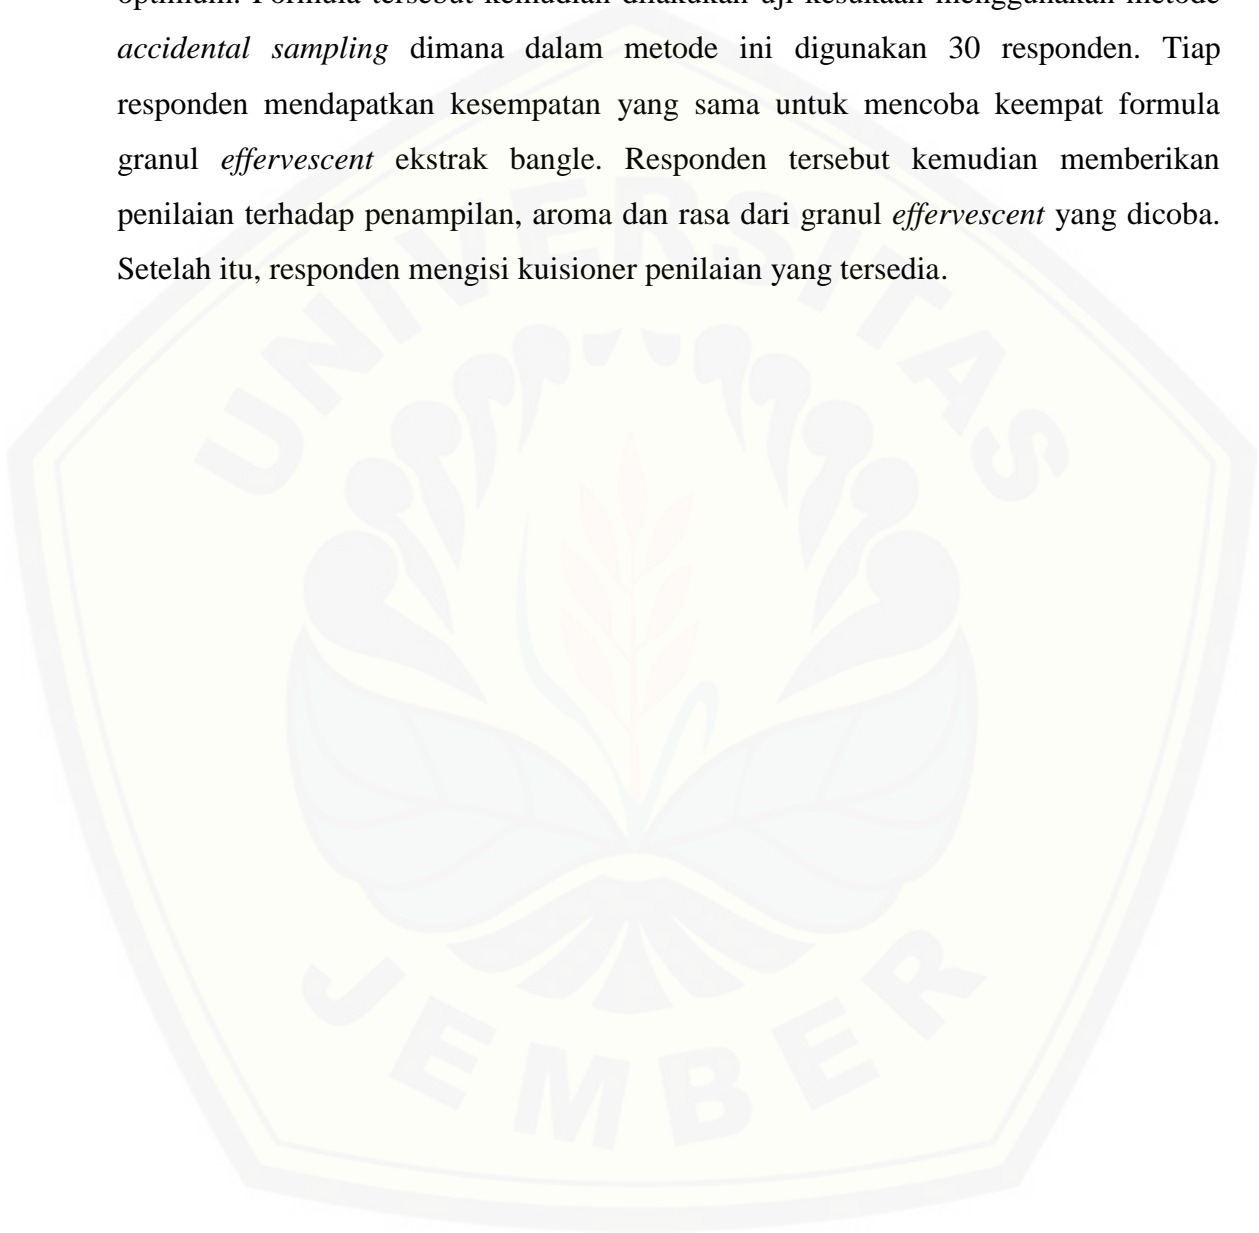 optimum. Formula tersebut kemudian dilakukan uji kesukaan menggunakan metode
accidental sampling dimana dalam metode ini digunakan 30 responden. Tiap
responden mendapatkan kesempatan yang sama untuk mencoba keempat formula
granul effervescent ekstrak bangle. Responden tersebut kemudian memberikan
penilaian terhadap penampilan, aroma dan rasa dari granul effervescent yang dicoba.
Setelah itu, responden mengisi kuisioner penilaian yang tersedia.
UNIVERSITAS
JEMBER